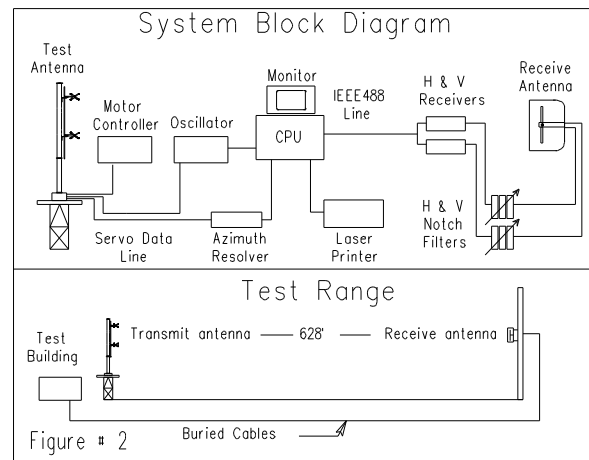 System Block Diagram
Test
Antenna
Motor
Controller
Oscillator
Monitor
CPU
IEEE488
Line
H & V
Receivers
Receive
Antenna
Servo Data
Line
Azimuth
Resolver
Laser
Printer
H & V
Notch
Filters
Test Range
Test
Building
Transmit antenna
628'
Receive antenna
Buried Cables
Figure # 2